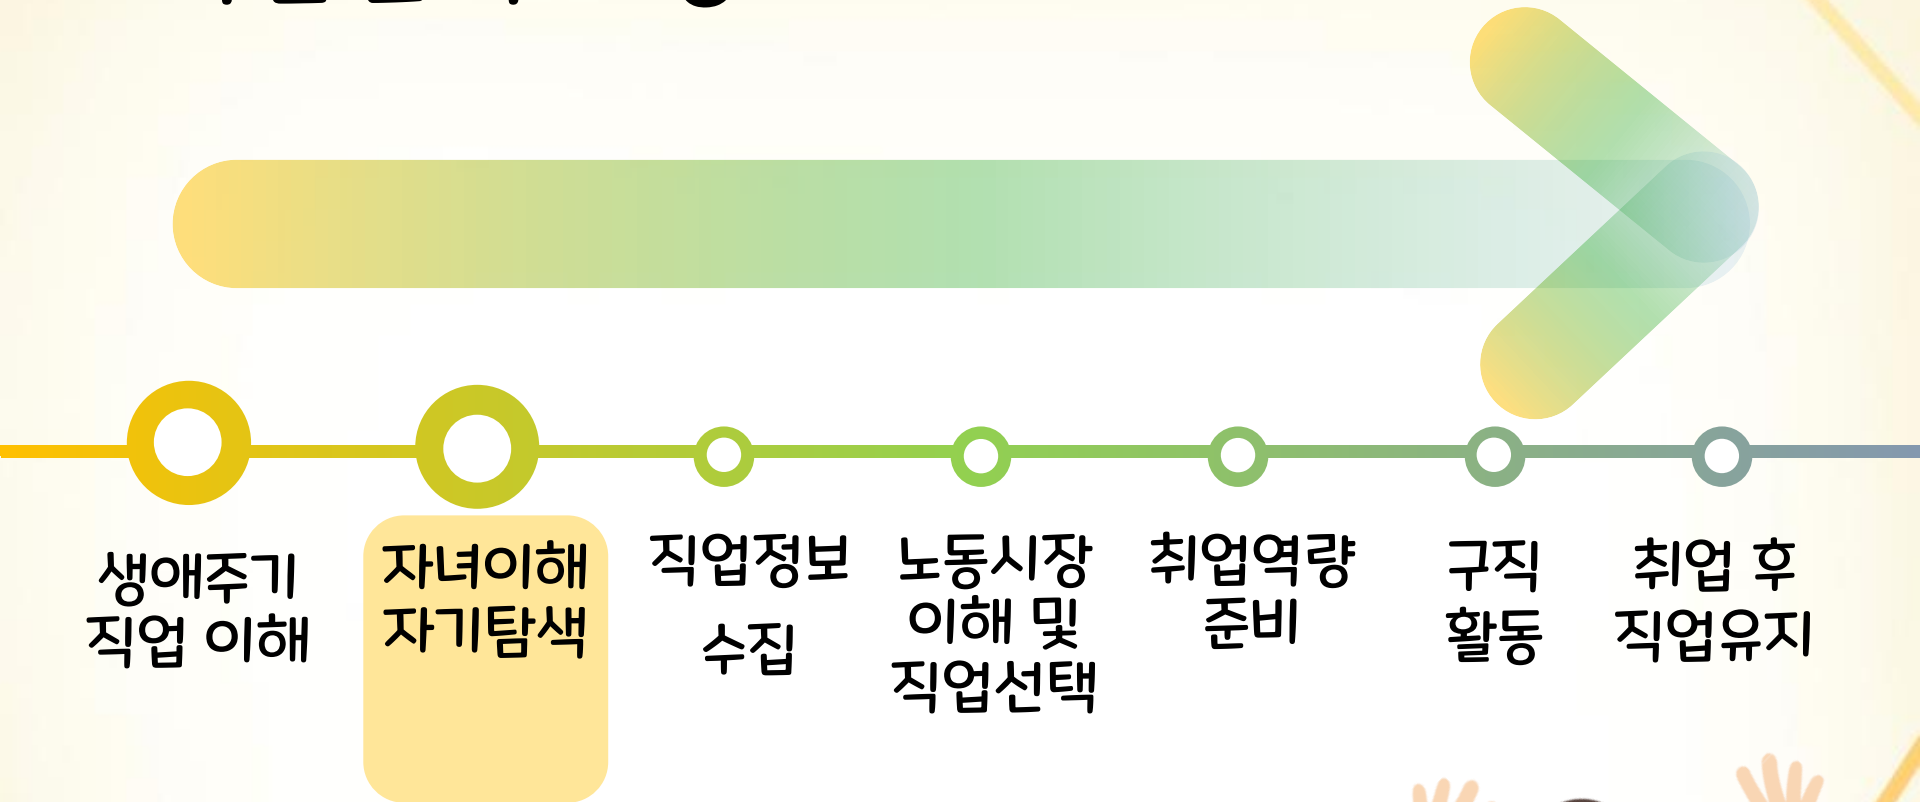 생애주기
직업 이해
자녀이해
자기탐색
직업정보
수집
노동시장
이해 및
직업선택
취업역량
준비
구직
활동
취업 후
직업유지